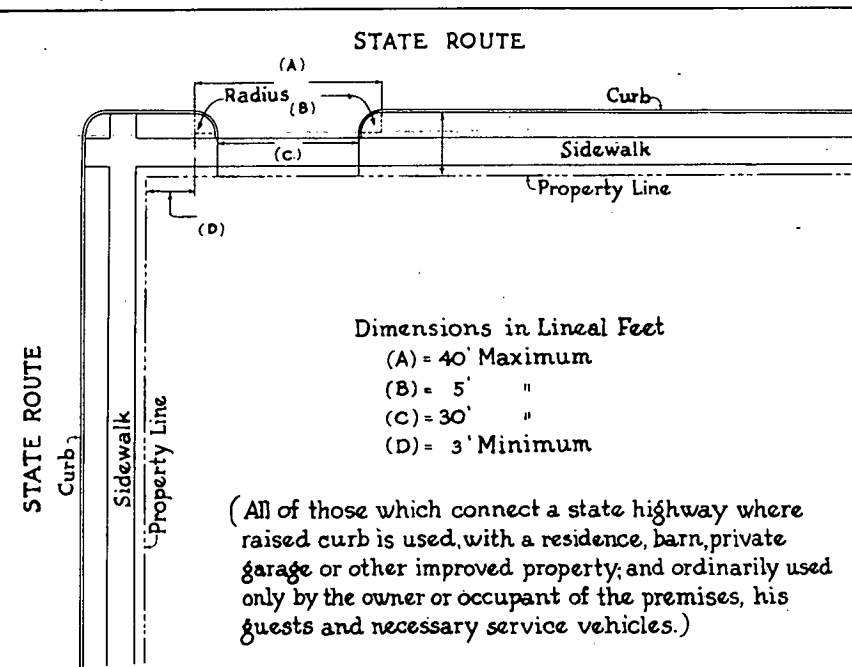 STATE ROUTE
(A)
Radius
(B)
Curb
(C)
Sidewalk
Property Line
(D)
STATE ROUTE
Curb
Sidewalk
Property Line
Dimensions in Lineal Feet
(A) = 40' Maximum
(B) = 5' "
(C) = 30' "
(D) = 3' Minimum
(All of those which connect a state highway where
raised curb is used, with a residence, barn, private
garage or other improved property; and ordinarily used
only by the owner or occupant of the premises, his
guests and necessary service vehicles.)